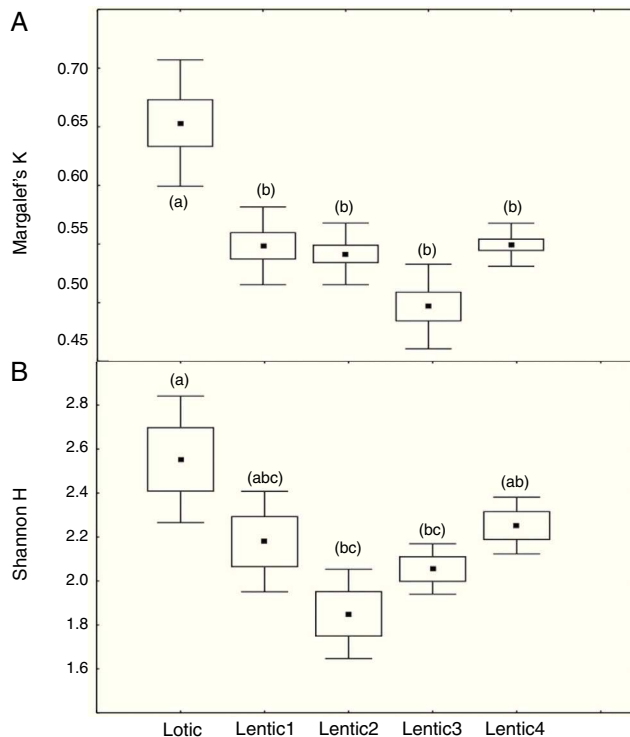 A
Margalef's K
0.70
0.65
0.60
0.55
0.50
0.45
(a)
(b)
(b)
(b)
(b)
B
Shannon H
2.8
2.6
2.4
2.2
2.0
1.8
1.6
(a)
(abc)
(bc)
(bc)
(ab)
Lotic Lentic1 Lentic2 Lentic3 Lentic4